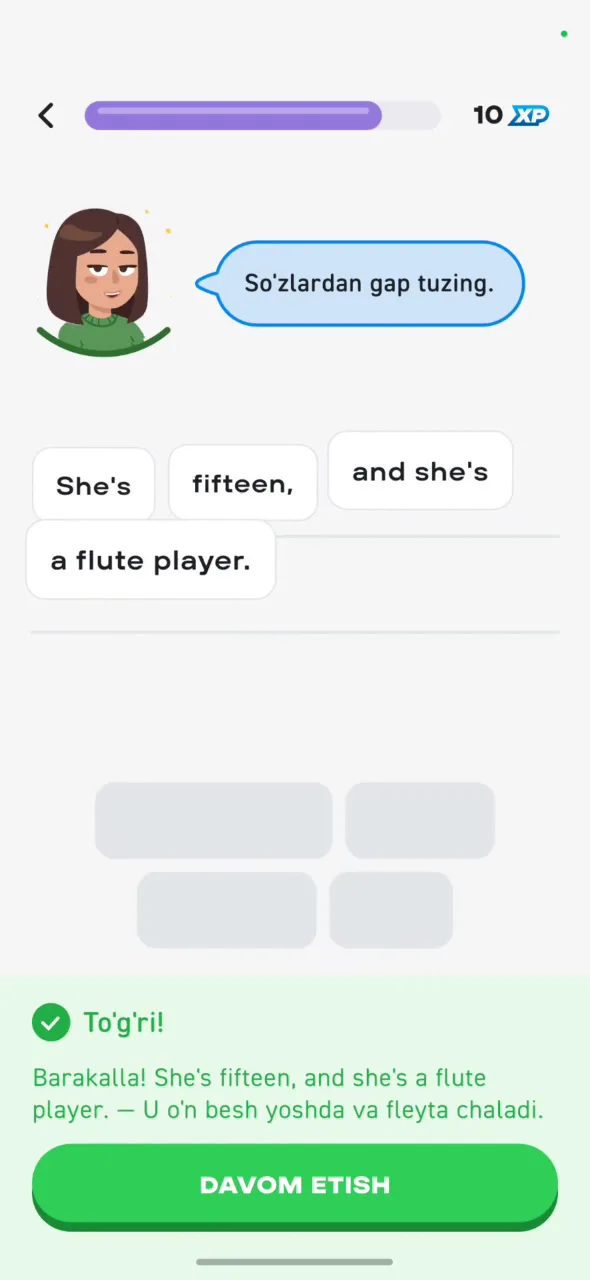 10 XP
So'zlardan gap tuzing.
She's fifteen, and she's
a flute player.
To'g'ri!
Barakalla! She's fifteen, and she's a flute
player. — U o'n besh yoshda va fleyta chaladi.
DAVOM ETISH